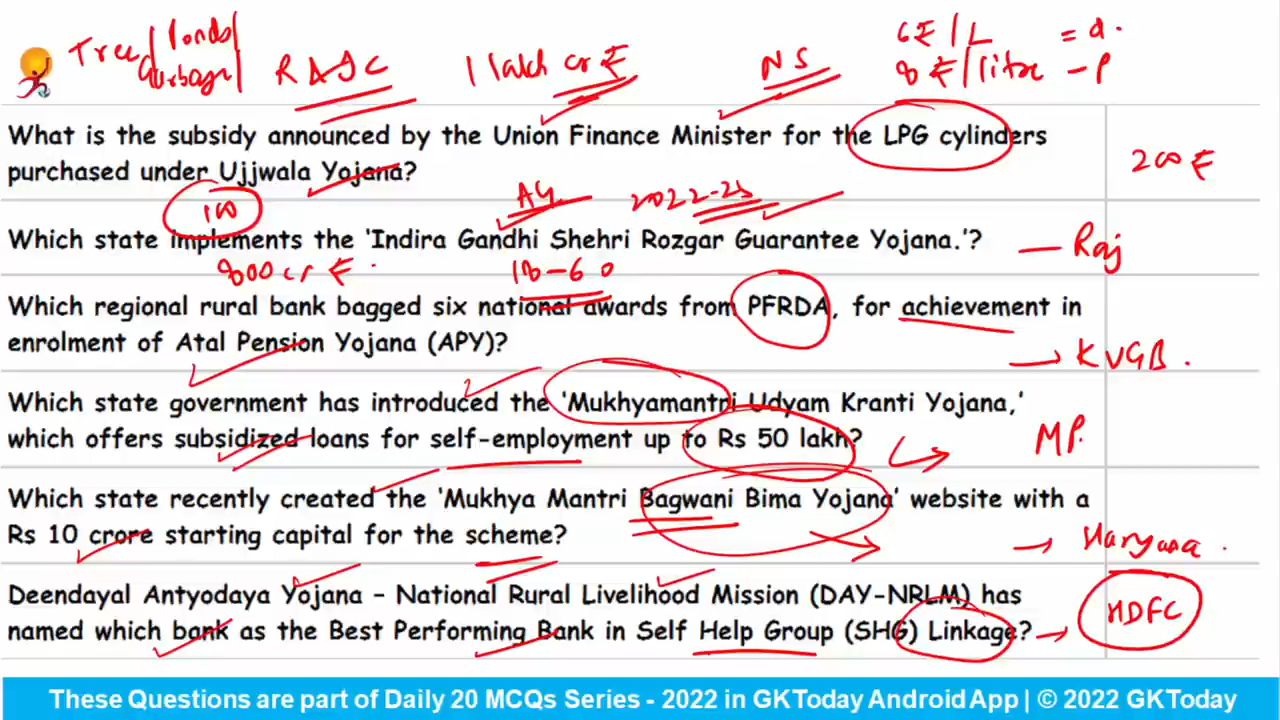 Tree/Ponds/
Garbage/
RAJC
1 lakh cr ₹
NS
6₹/L = d.
8₹/litre - P
What is the subsidy announced by the Union Finance Minister for the LPG cylinders
purchased under Ujjwala Yojana?
200 ₹
100
AG
2022-23
Which state implements the 'Indira Gandhi Shehri Rozgar Guarantee Yojana.'?
— Raj
800 cr ₹.
18-60
Which regional rural bank bagged six national awards from PFRDA, for achievement in
enrolment of Atal Pension Yojana (APY)?
→ KVGB.
Which state government has introduced the 'Mukhyamantri Udyam Kranti Yojana,'
which offers subsidized loans for self-employment up to Rs 50 lakh?
MP.
Which state recently created the 'Mukhya Mantri Bagwani Bima Yojana' website with a
Rs 10 crore starting capital for the scheme?
→ Haryana.
Deendayal Antyodaya Yojana – National Rural Livelihood Mission (DAY-NRLM) has
named which bank as the Best Performing Bank in Self Help Group (SHG) Linkage?
→ HDFC
These Questions are part of Daily 20 MCQs Series - 2022 in GKToday Android App | © 2022 GKToday